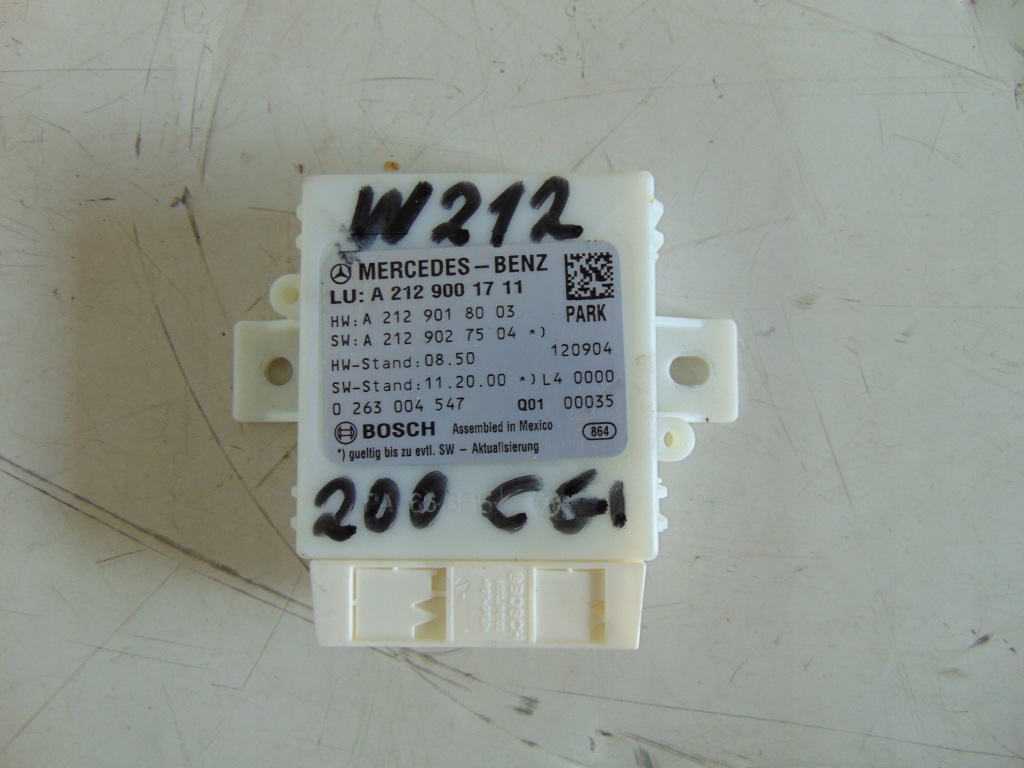 W212
MERCEDES-BENZ
LU: A 212 900 17 11
PARK
HW: A 212 901 80 03
SW: A 212 902 75 04 *)
HW-Stand: 08.50 120904
SW-Stand: 11.20.00 *) L4 0000
0 263 004 547 Q01 00035
BOSCH Assembled in Mexico 864
*) gueltig bis zu evtl. SW - Aktualisierung
200 CGI
BOSCH